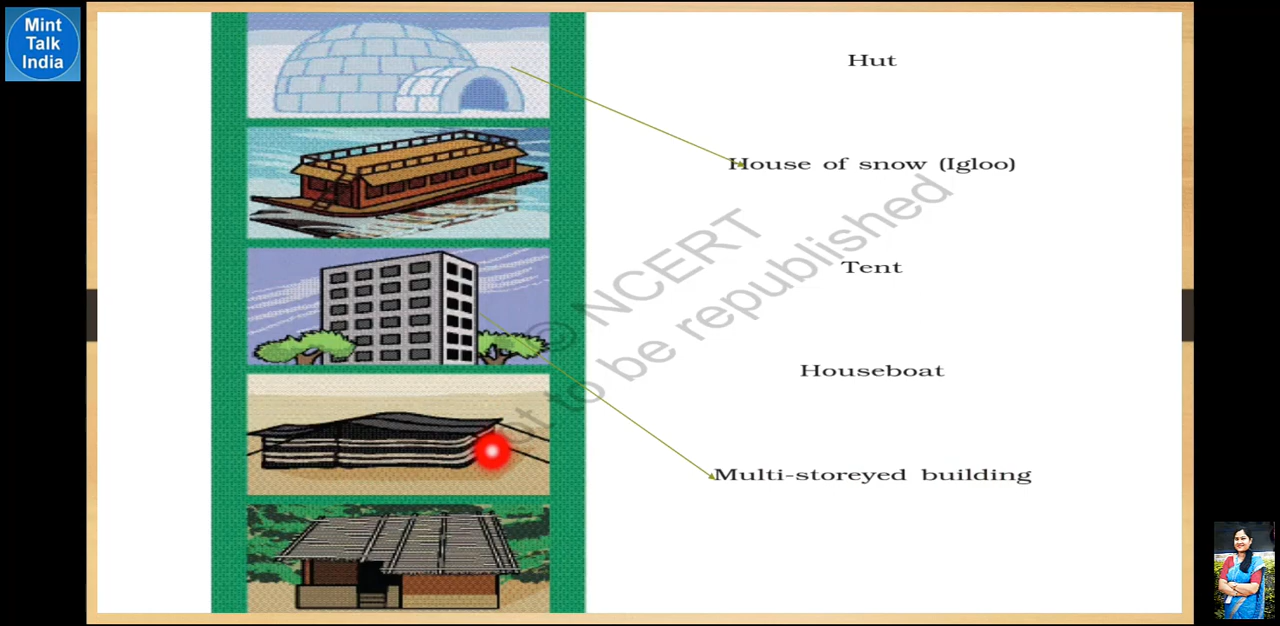 Mint
Talk
India
Hut
House of snow (Igloo)
Tent
Houseboat
Multi-storeyed building
© NCERT
not to be republished